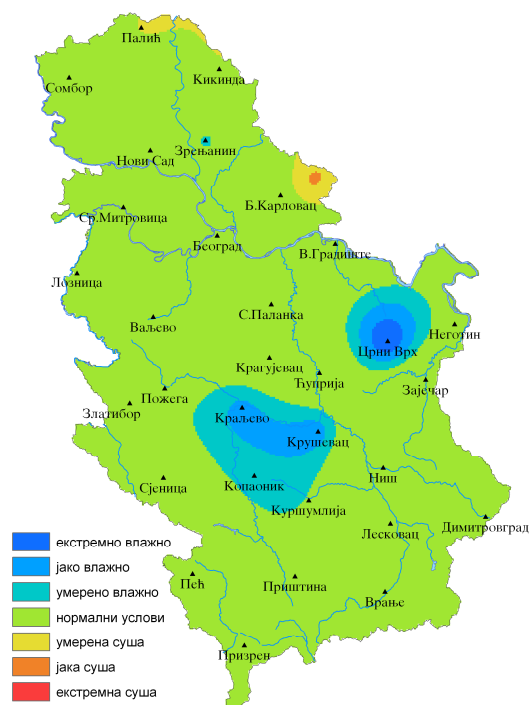 Палић
Кикинда
Сомбор
Зрењанин
Нови Сад
Б.Карловац
Ср.Митровица
Београд
В.Градиште
Лозница
С.Паланка
Ваљево
Неготин
Црни Врх
Крагујевац
Ћуприја
Зајечар
Пожега
Златибор
Краљево
Крушевац
Ниш
Копаоник
Сјеница
Куршумлија
Димитровград
Лесковац
екстремно влажно
јако влажно
Пећ
Приштина
умерено влажно
Врање
нормални услови
умерена суша
Призрен
јака суша
екстремна суша